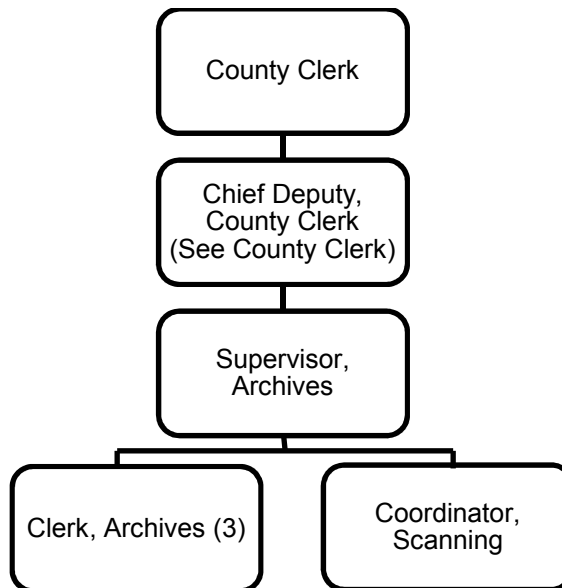 County Clerk
Chief Deputy,
County Clerk
(See County Clerk)
Supervisor,
Archives
Clerk, Archives (3)
Coordinator,
Scanning